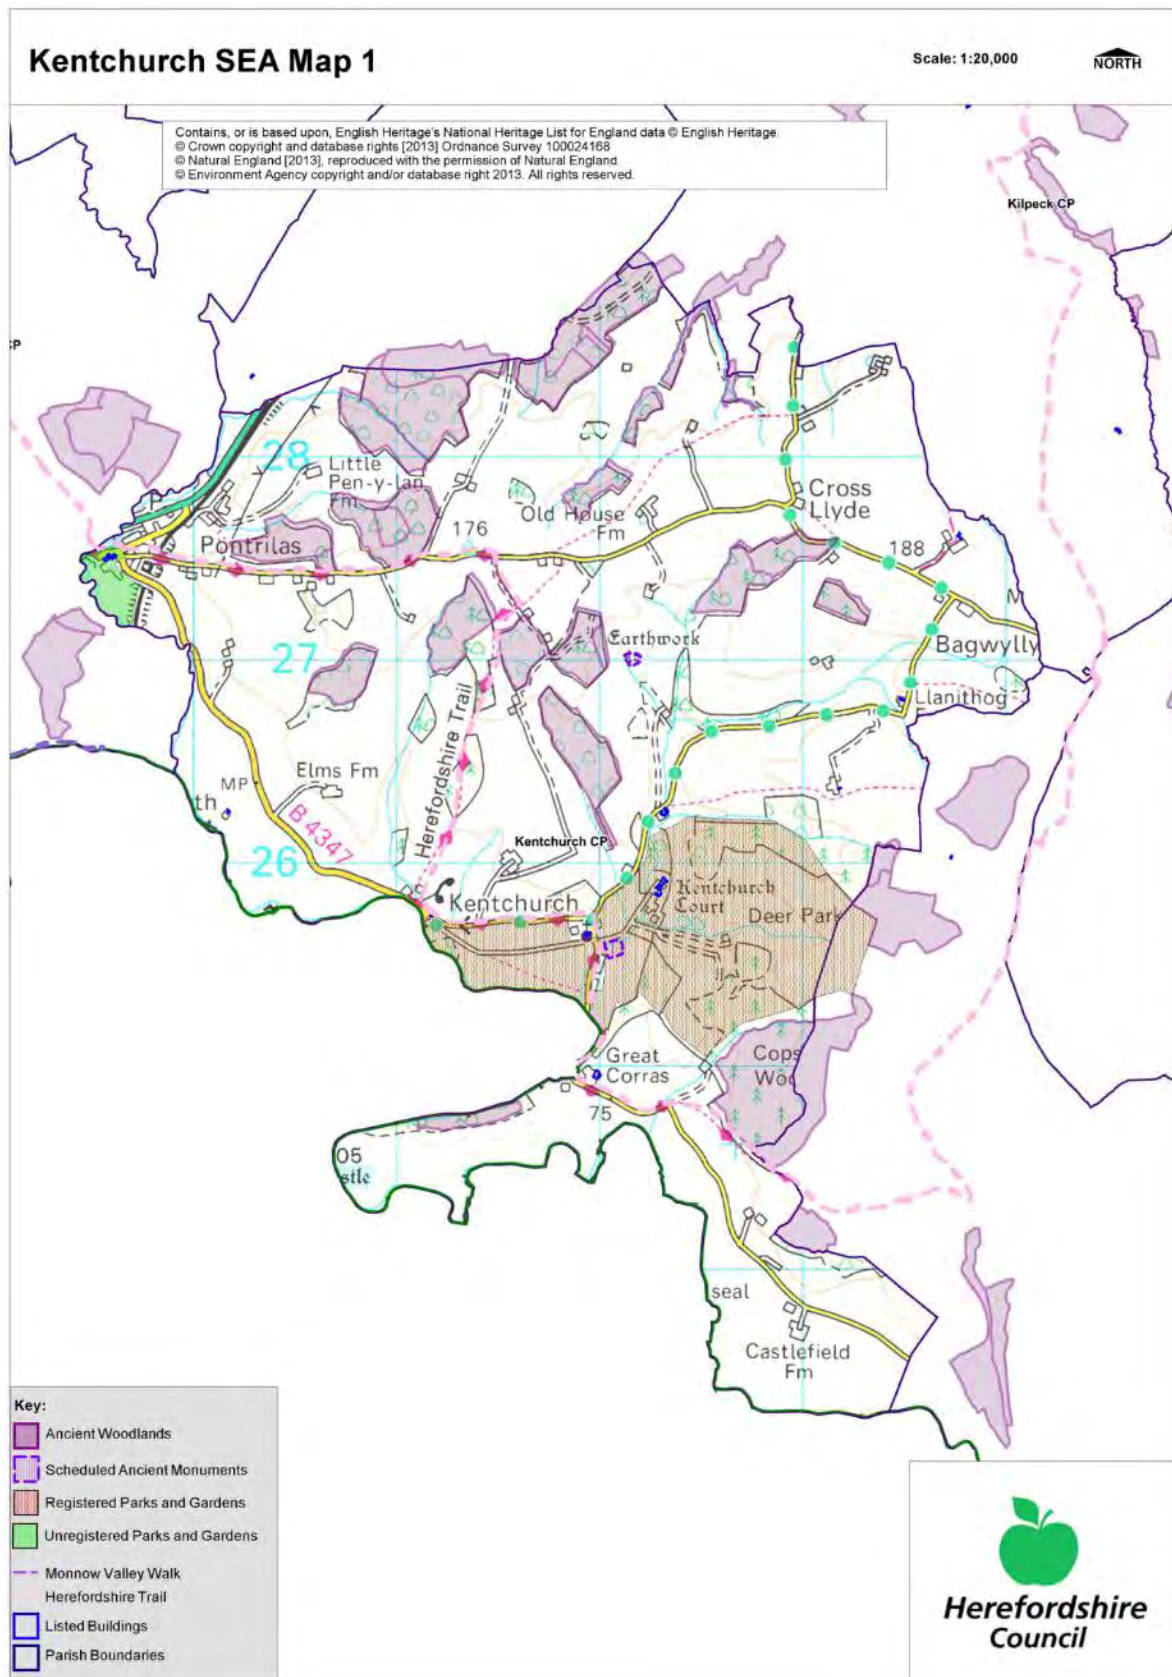 Kentchurch SEA Map 1
Scale: 1:20,000
NORTH
Contains, or is based upon, English Heritage's National Heritage List for England data © English Heritage.
© Crown copyright and database rights [2013] Ordnance Survey 100024168
© Natural England [2013], reproduced with the permission of Natural England
© Environment Agency copyright and/or database right 2013. All rights reserved.
Kilpeck CP
28
Little
Pen-y-lan
Fm
Cross
Llyde
Old House
Fm
176
Pontrilas
188
27
Earthwork
Bagwylly
Llanithog
Herefordshire Trail
Elms Fm
MP
th
B4347
26
Kentchurch CP
Kentchurch
Kentchurch
Court
Deer Park
Great
Corras
Cops
Woo
75
05
stle
seal
Castlefield
Fm
Key:
Ancient Woodlands
Scheduled Ancient Monuments
Registered Parks and Gardens
Unregistered Parks and Gardens
Monnow Valley Walk
Herefordshire Trail
Listed Buildings
Parish Boundaries
Herefordshire
Council